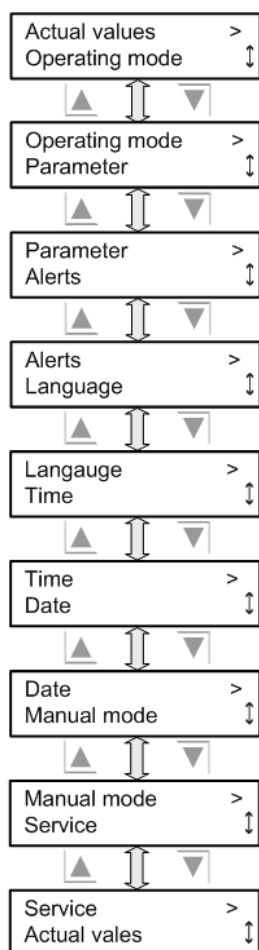 Actual values >
Operating mode ↕
Operating mode >
Parameter ↕
Parameter >
Alerts ↕
Alerts >
Language ↕
Langauge >
Time ↕
Time >
Date ↕
Date >
Manual mode ↕
Manual mode >
Service ↕
Service >
Actual vales ↕